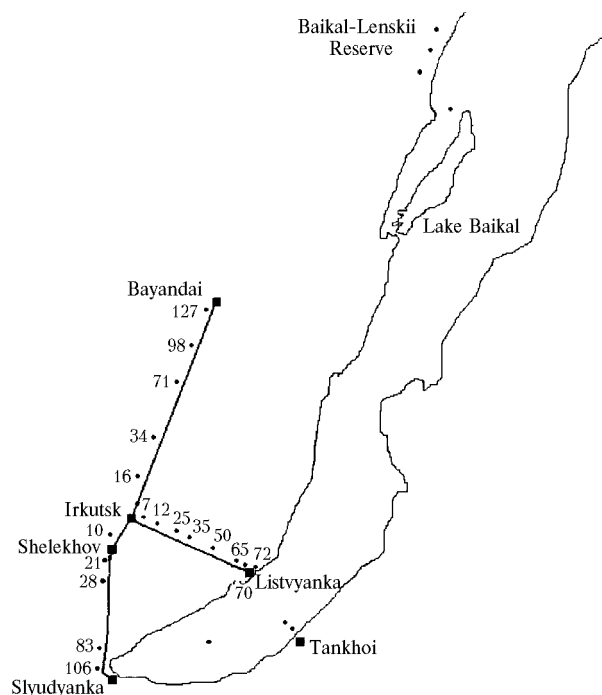 Baikal-Lenskii
Reserve
Lake Baikal
Bayandai
127
98
71
34
16
Irkutsk
7
12
25
35
50
65
72
10
Shelekhov
21
28
70
Listvyanka
83
106
Tankhoi
Slyudyanka